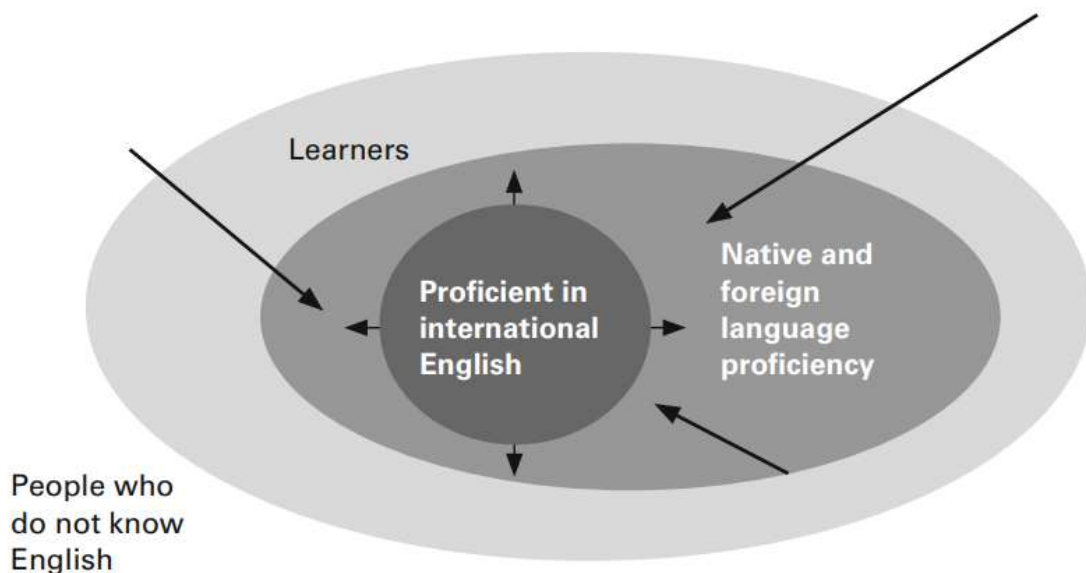 Learners
Native and
foreign
language
proficiency
Proficient in
international
English
People who
do not know
English